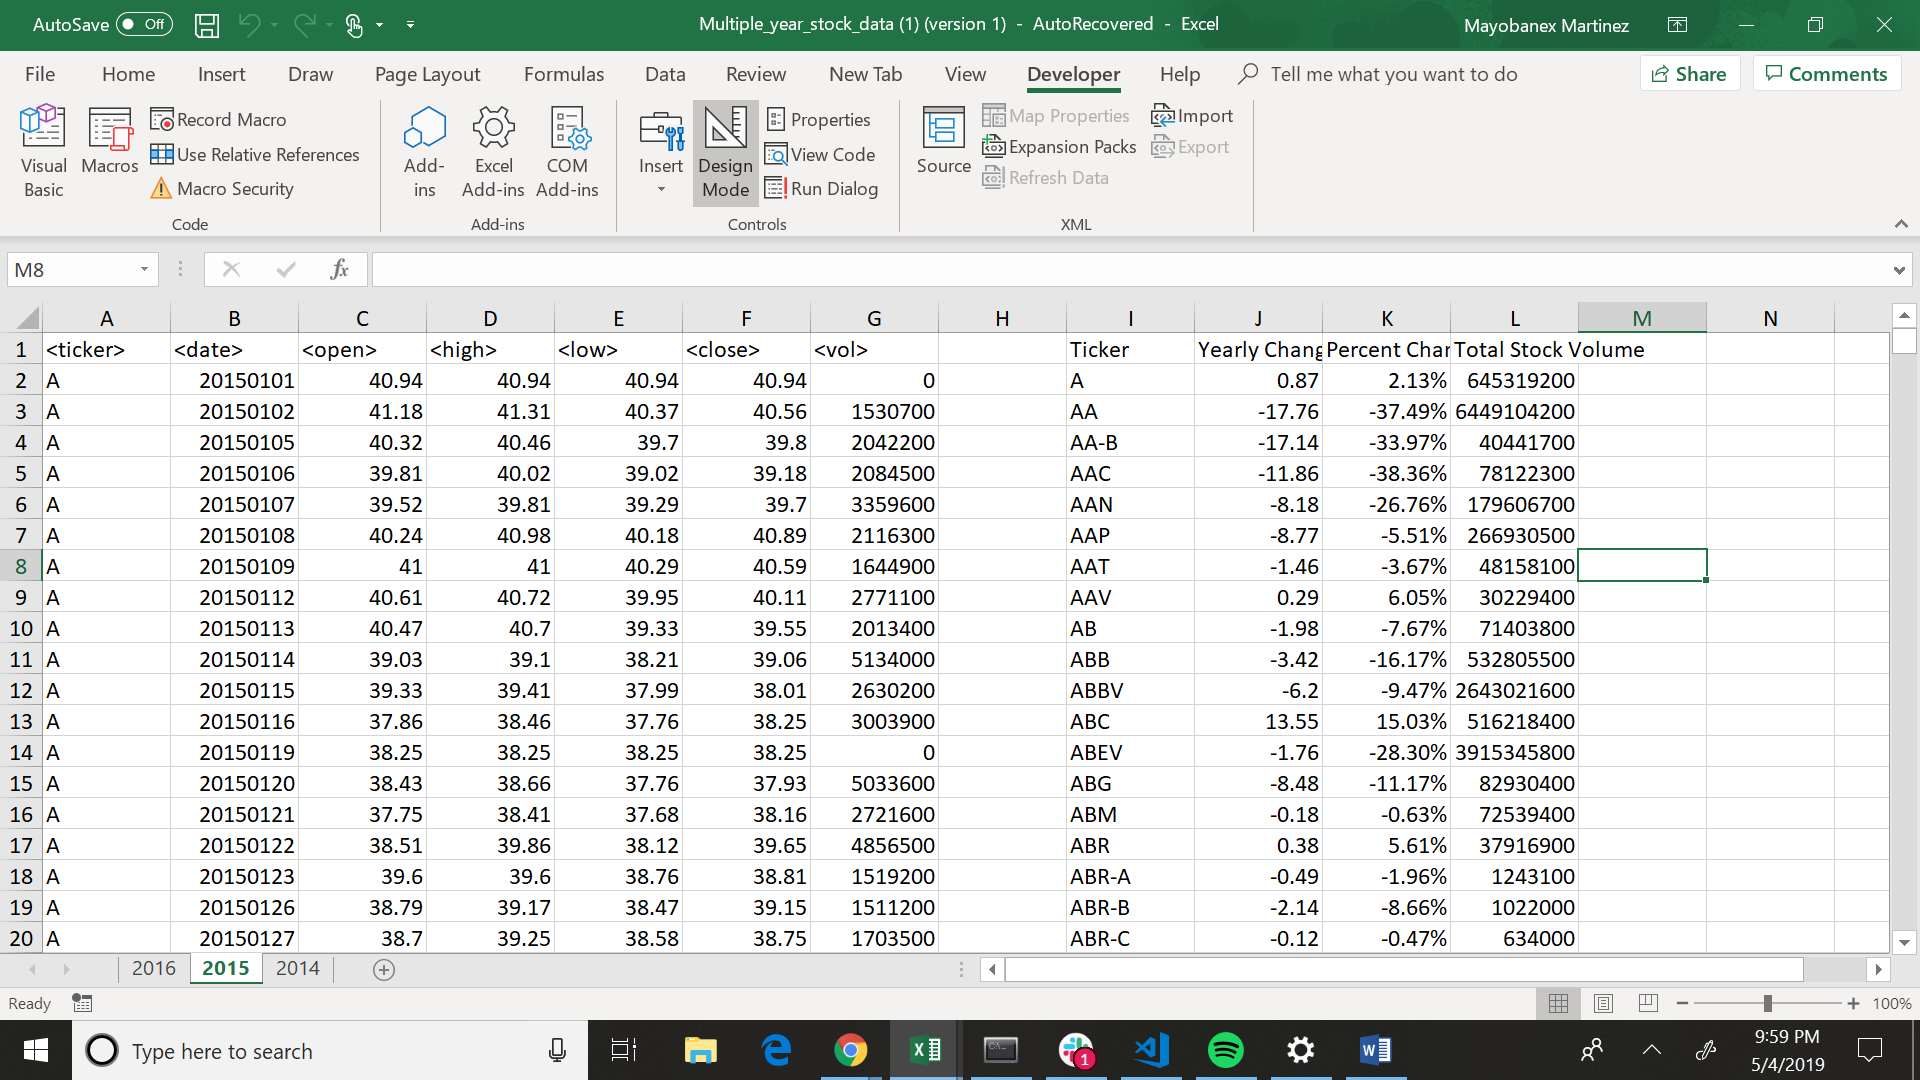 AutoSave Off Multiple_year_stock_data (1) (version 1) - AutoRecovered - Excel Mayobanex Martinez
File Home Insert Draw Page Layout Formulas Data Review New Tab View Developer Help Tell me what you want to do Share Comments
Visual Basic
Macros
Record Macro
Use Relative References
Macro Security
Code
Add-ins
Excel Add-ins
COM Add-ins
Add-ins
Insert
Design Mode
Properties
View Code
Run Dialog
Controls
Source
Map Properties
Expansion Packs
Refresh Data
Import
Export
XML
M8 fx
A B C D E F G H I J K L M N
1 <ticker> <date> <open> <high> <low> <close> <vol> Ticker Yearly Chang Percent Char Total Stock Volume
2 A 20150101 40.94 40.94 40.94 40.94 0 A 0.87 2.13% 645319200
3 A 20150102 41.18 41.31 40.37 40.56 1530700 AA -17.76 -37.49% 6449104200
4 A 20150105 40.32 40.46 39.7 39.8 2042200 AA-B -17.14 -33.97% 40441700
5 A 20150106 39.81 40.02 39.02 39.18 2084500 AAC -11.86 -38.36% 78122300
6 A 20150107 39.52 39.81 39.29 39.7 3359600 AAN -8.18 -26.76% 179606700
7 A 20150108 40.24 40.98 40.18 40.89 2116300 AAP -8.77 -5.51% 266930500
8 A 20150109 41 41 40.29 40.59 1644900 AAT -1.46 -3.67% 48158100
9 A 20150112 40.61 40.72 39.95 40.11 2771100 AAV 0.29 6.05% 30229400
10 A 20150113 40.47 40.7 39.33 39.55 2013400 AB -1.98 -7.67% 71403800
11 A 20150114 39.03 39.1 38.21 39.06 5134000 ABB -3.42 -16.17% 532805500
12 A 20150115 39.33 39.41 37.99 38.01 2630200 ABBV -6.2 -9.47% 2643021600
13 A 20150116 37.86 38.46 37.76 38.25 3003900 ABC 13.55 15.03% 516218400
14 A 20150119 38.25 38.25 38.25 38.25 0 ABEV -1.76 -28.30% 3915345800
15 A 20150120 38.43 38.66 37.76 37.93 5033600 ABG -8.48 -11.17% 82930400
16 A 20150121 37.75 38.41 37.68 38.16 2721600 ABM -0.18 -0.63% 72539400
17 A 20150122 38.51 39.86 38.12 39.65 4856500 ABR 0.38 5.61% 37916900
18 A 20150123 39.6 39.6 38.76 38.81 1519200 ABR-A -0.49 -1.96% 1243100
19 A 20150126 38.79 39.17 38.47 39.15 1511200 ABR-B -2.14 -8.66% 1022000
20 A 20150127 38.7 39.25 38.58 38.75 1703500 ABR-C -0.12 -0.47% 634000
2016 2015 2014
Ready 100%
Type here to search 1 9:59 PM
5/4/2019